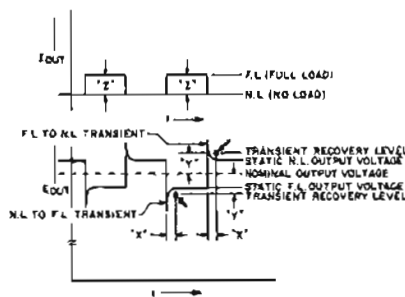 IOUT
"Z"
"Z"
F.L (FULL LOAD)
N.L (NO LOAD)
t
F.L TO N.L TRANSIENT
TRANSIENT RECOVERY LEVEL
STATIC N.L. OUTPUT VOLTAGE
"Y"
NOMINAL OUTPUT VOLTAGE
EOUT
STATIC F.L OUTPUT VOLTAGE
TRANSIENT RECOVERY LEVEL
N.L TO F.L TRANSIENT
"Y"
"X"
"X"
t